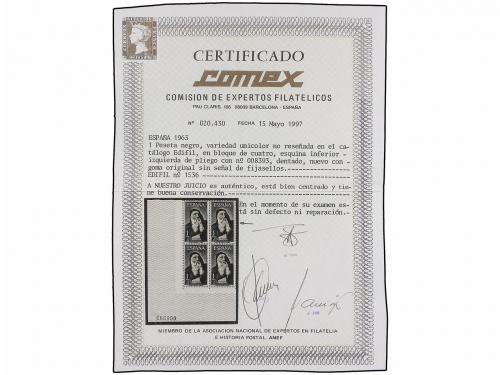 CERTIFICADO
comex
COMISION DE EXPERTOS FILATELICOS
PAU CLARIS, 106 08009 BARCELONA - ESPAÑA
Nº 020.430 FECHA 15 Mayo 1997
ESPAÑA 1963
1 Peseta negro, variedad unicolor no reseñada en el ca-
tálogo Edifil, en bloque de cuatro, esquina inferior -
izquierda de pliego con nº 008393, dentado, nuevo con-
goma original sin señal de fijasellos.
EDIFIL nº 1536
A NUESTRO JUICIO es auténtico, está bien centrado y tie-
ne buena conservación.
En el momento de su examen es-
tá sin defecto ni reparación.
ESPAÑA ESPAÑA
ESPAÑA ESPAÑA
MIEMBRO DE LA ASOCIACION NACIONAL DE EXPERTOS EN FILATELIA
E HISTORIA POSTAL. ANEF